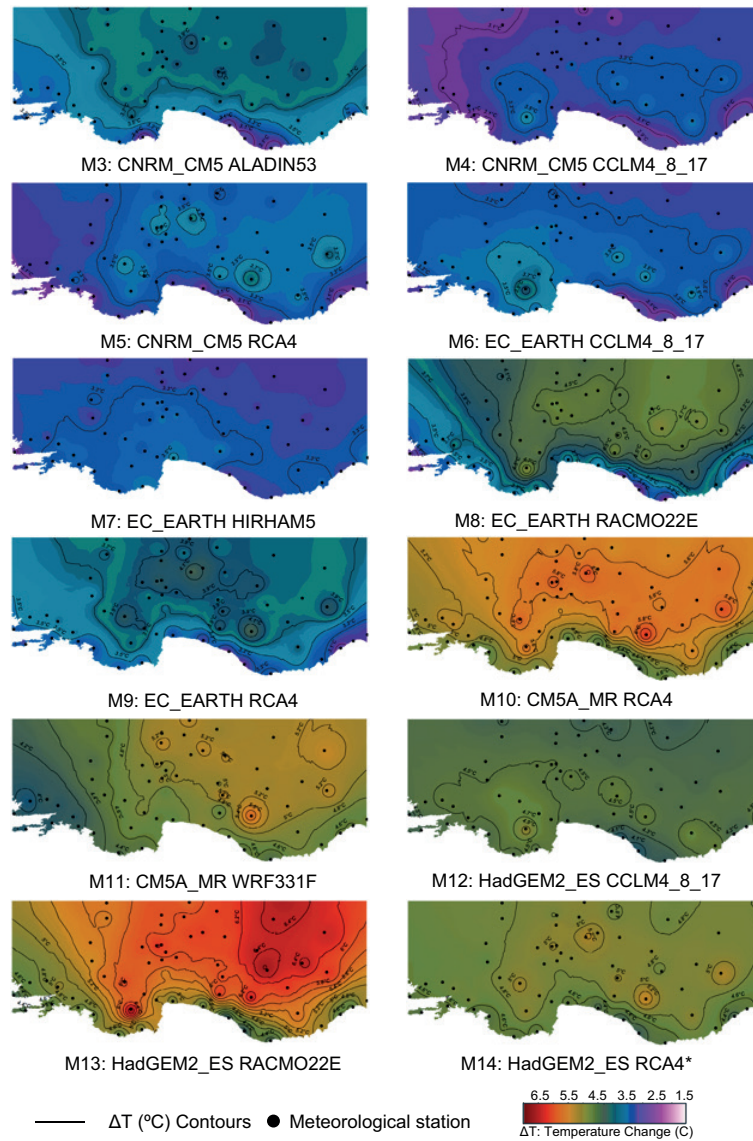 M3: CNRM_CM5 ALADIN53
M4: CNRM_CM5 CCLM4_8_17
M5: CNRM_CM5 RCA4
M6: EC_EARTH CCLM4_8_17
M7: EC_EARTH HIRHAM5
M8: EC_EARTH RACMO22E
M9: EC_EARTH RCA4
M10: CM5A_MR RCA4
M11: CM5A_MR WRF331F
M12: HadGEM2_ES CCLM4_8_17
M13: HadGEM2_ES RACMO22E
M14: HadGEM2_ES RCA4*
ΔT (ºC) Contours
Meteorological station
6.5 5.5 4.5 3.5 2.5 1.5
ΔT: Temperature Change (C)